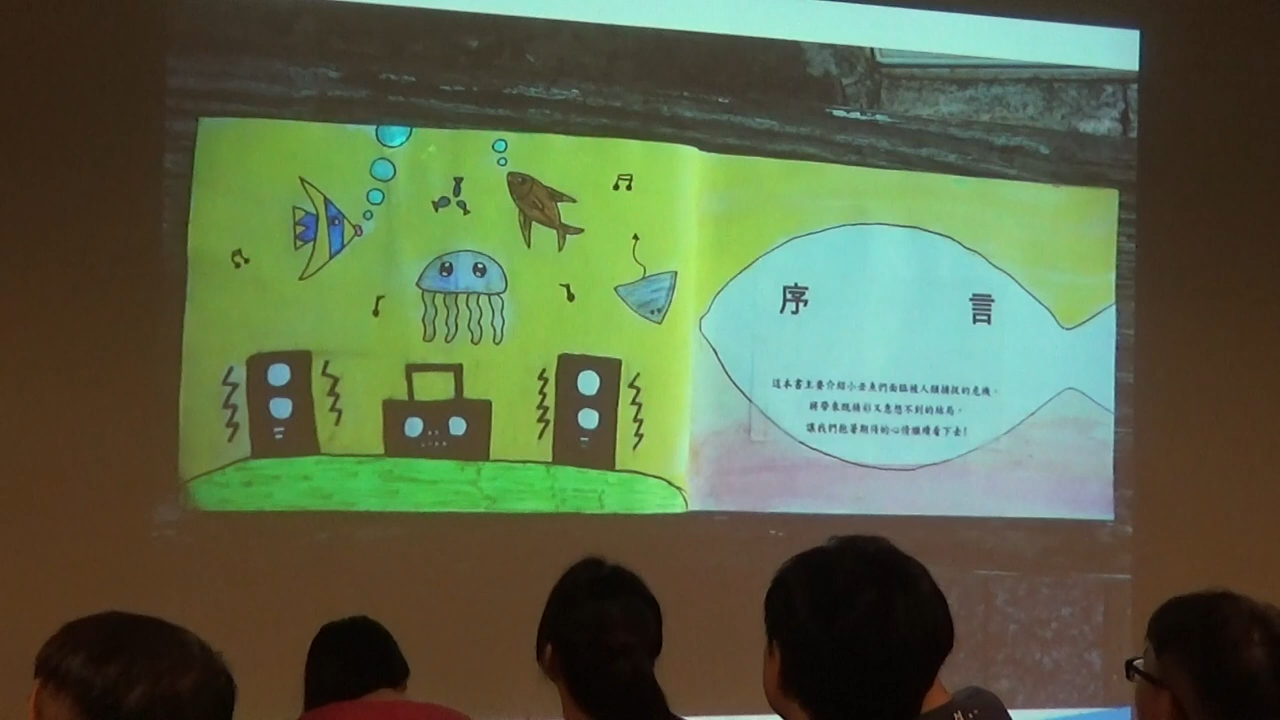 序言
這本書主要介紹小丑魚們面臨被人類捕捉的危機，
將帶來既精彩又意想不到的結局，
讓我們抱著期待的心情繼續看下去！